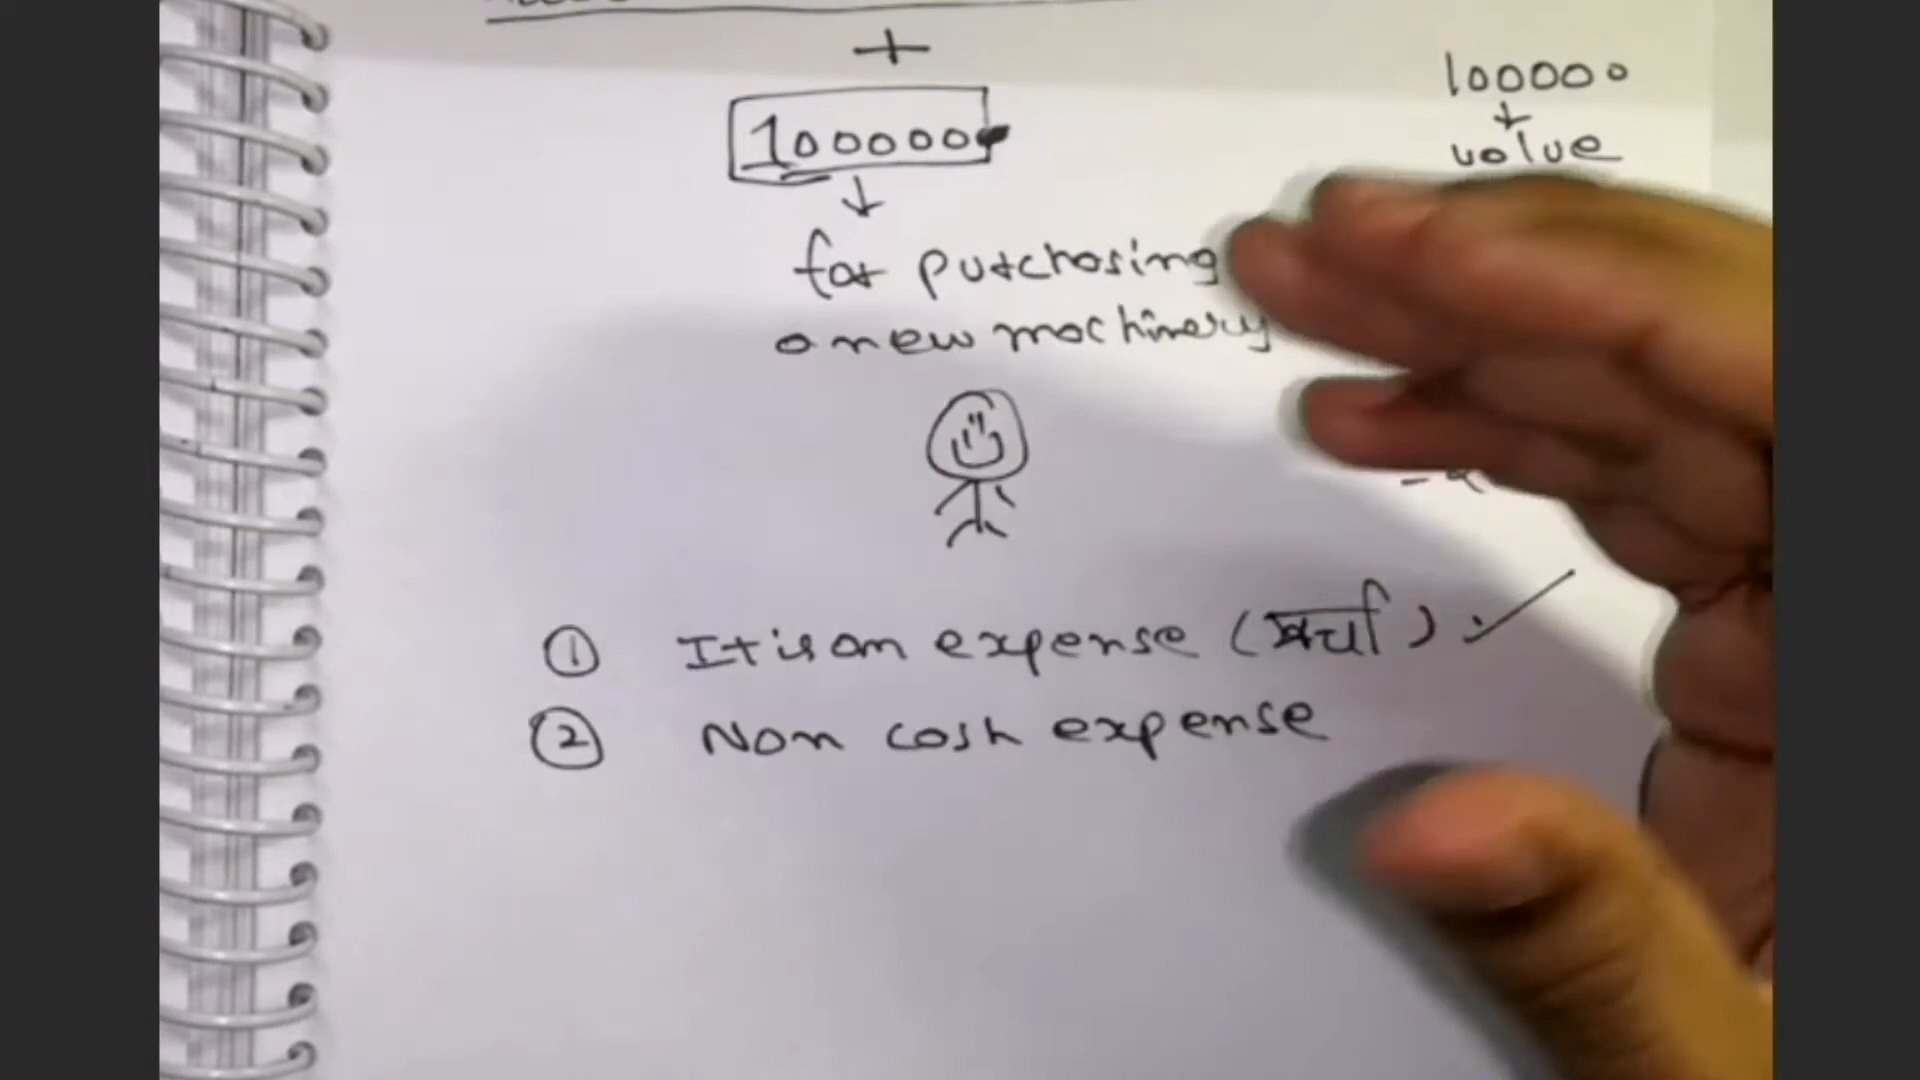 +
100000
↓
for purchasing
a new machinery
① It is an expense (खर्चा) ✓
② Non cash expense
100000
↓
value